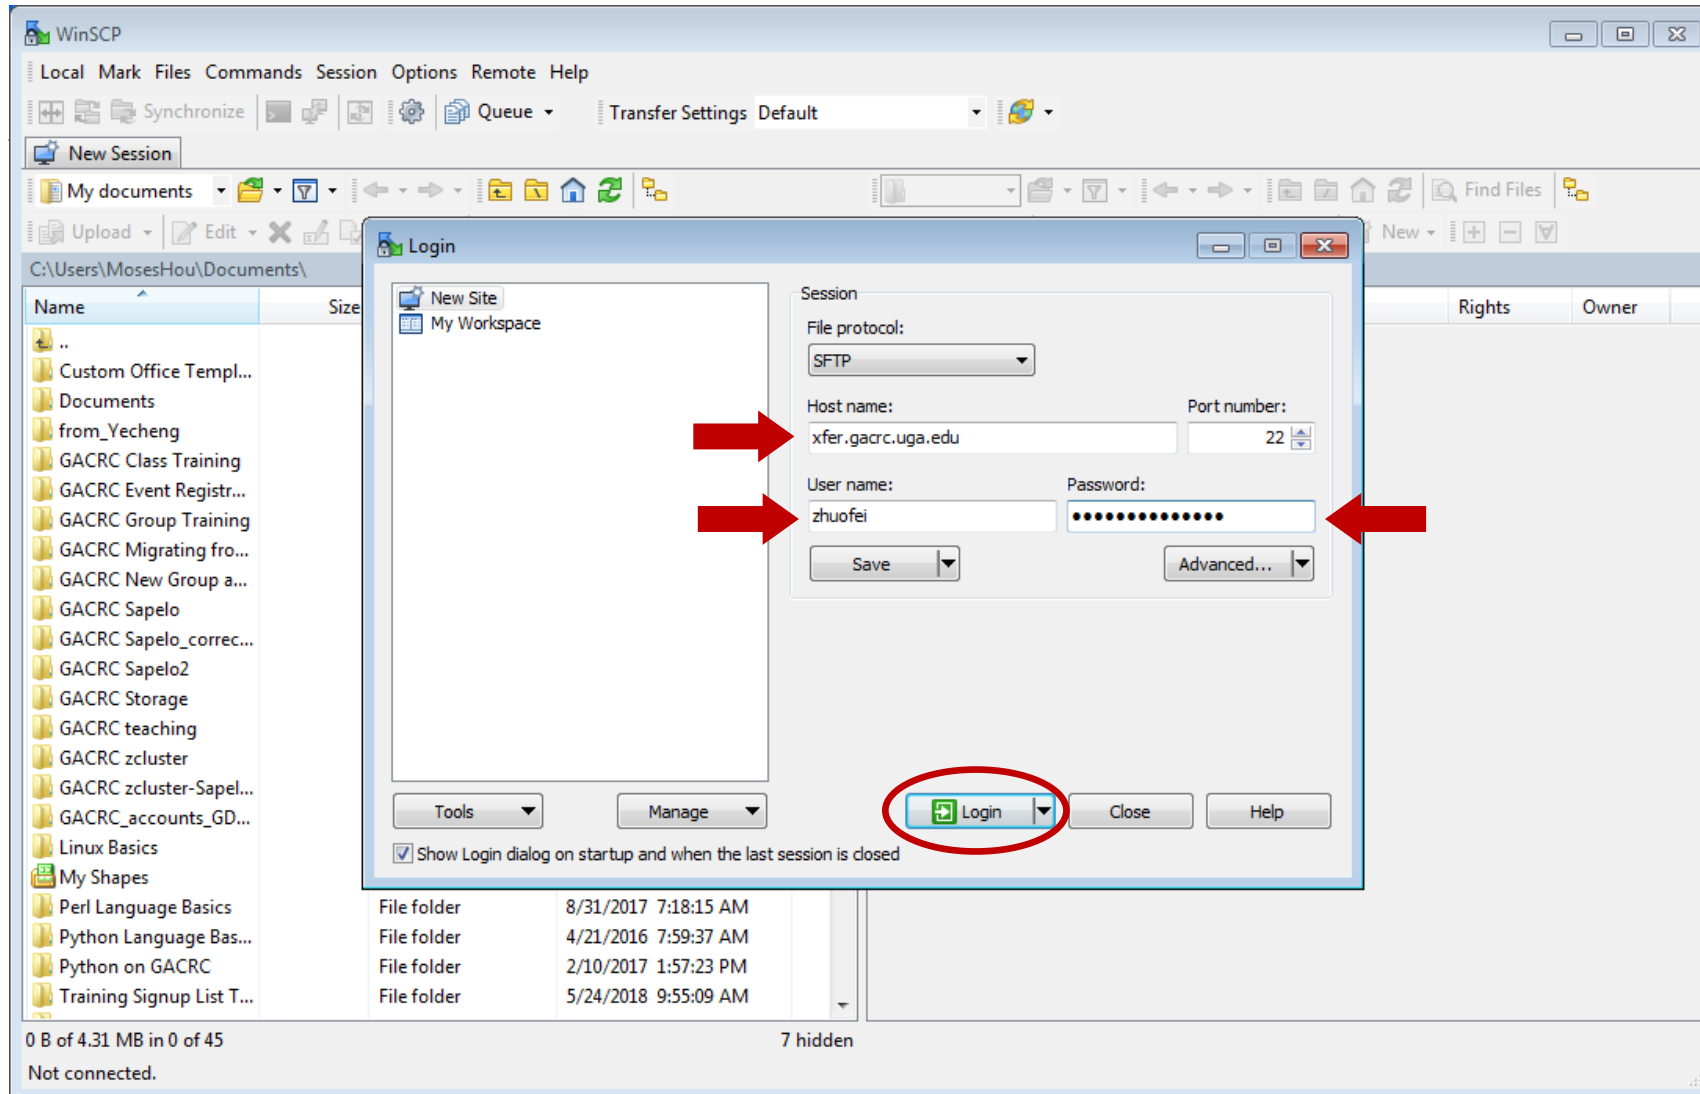 WinSCP
Local Mark Files Commands Session Options Remote Help
Synchronize Queue Transfer Settings Default
New Session
My documents Find Files
Upload Edit New
C:\Users\MosesHou\Documents\
Name Size Rights Owner
Login
New Site
My Workspace
Session
File protocol:
SFTP
Host name: Port number:
xfer.gacrc.uga.edu 22
User name: Password:
zhuofei ●●●●●●●●●●●●●●
Save Advanced...
Tools Manage Login Close Help
Show Login dialog on startup and when the last session is closed
..
Custom Office Templ...
Documents
from_Yecheng
GACRC Class Training
GACRC Event Registr...
GACRC Group Training
GACRC Migrating fro...
GACRC New Group a...
GACRC Sapelo
GACRC Sapelo_correc...
GACRC Sapelo2
GACRC Storage
GACRC teaching
GACRC zcluster
GACRC zcluster-Sapel...
GACRC_accounts_GD...
Linux Basics
My Shapes
Perl Language Basics File folder 8/31/2017 7:18:15 AM
Python Language Bas... File folder 4/21/2016 7:59:37 AM
Python on GACRC File folder 2/10/2017 1:57:23 PM
Training Signup List T... File folder 5/24/2018 9:55:09 AM
0 B of 4.31 MB in 0 of 45 7 hidden
Not connected.